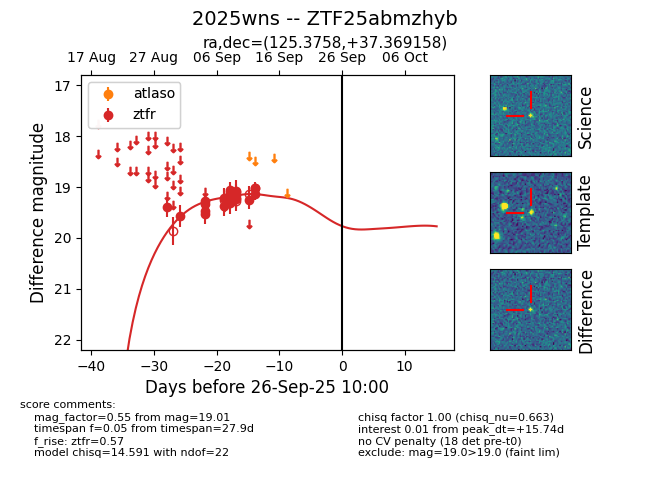 2025wns -- ZTF25abmzhyb
ra,dec=(125.3758,+37.369158)
17 Aug 27 Aug 06 Sep 16 Sep 26 Sep 06 Oct
atlaso
ztfr
17
18
19
20
21
22
Difference magnitude
−40 −30 −20 −10 0 10
Days before 26-Sep-25 10:00
Science
Template
Difference
score comments:
mag_factor=0.55 from mag=19.01
timespan f=0.05 from timespan=27.9d
f_rise: ztfr=0.57
model chisq=14.591 with ndof=22
chisq factor 1.00 (chisq_nu=0.663)
interest 0.01 from peak_dt=+15.74d
no CV penalty (18 det pre-t0)
exclude: mag=19.0>19.0 (faint lim)